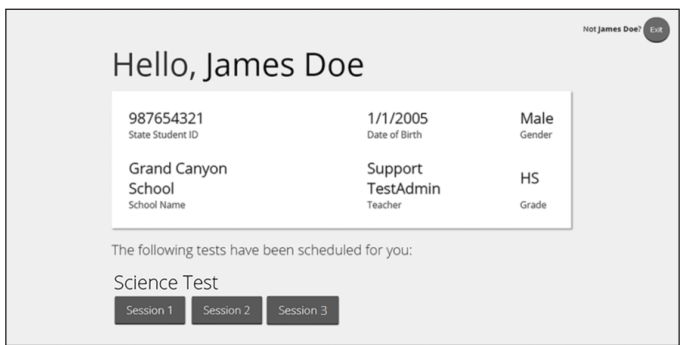 Not James Doe? Exit
Hello, James Doe
987654321 1/1/2005 Male
State Student ID Date of Birth Gender
Grand Canyon Support
School TestAdmin HS
School Name Teacher Grade
The following tests have been scheduled for you:
Science Test
Session 1 Session 2 Session 3